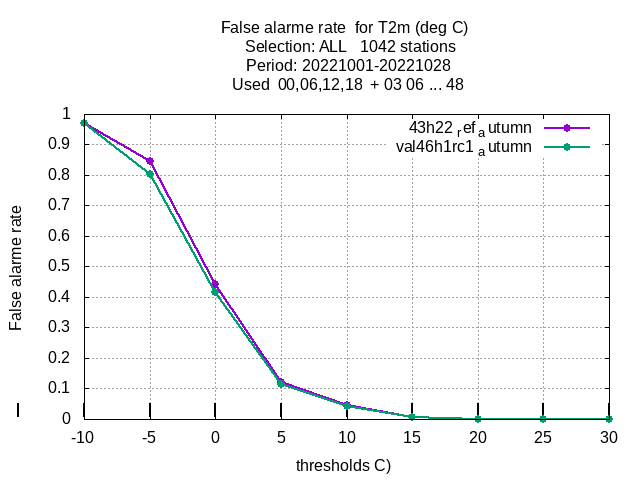 False alarme rate  for T2m (deg C)
Selection: ALL   1042 stations
Period: 20221001-20221028
Used  00,06,12,18  + 03 06 ... 48
43h22 ref a utumn
val46h1rc1 a utumn
1
0.9
0.8
0.7
0.6
0.5
0.4
0.3
0.2
0.1
0
False alarme rate
-10 -5 0 5 10 15 20 25 30
thresholds C)